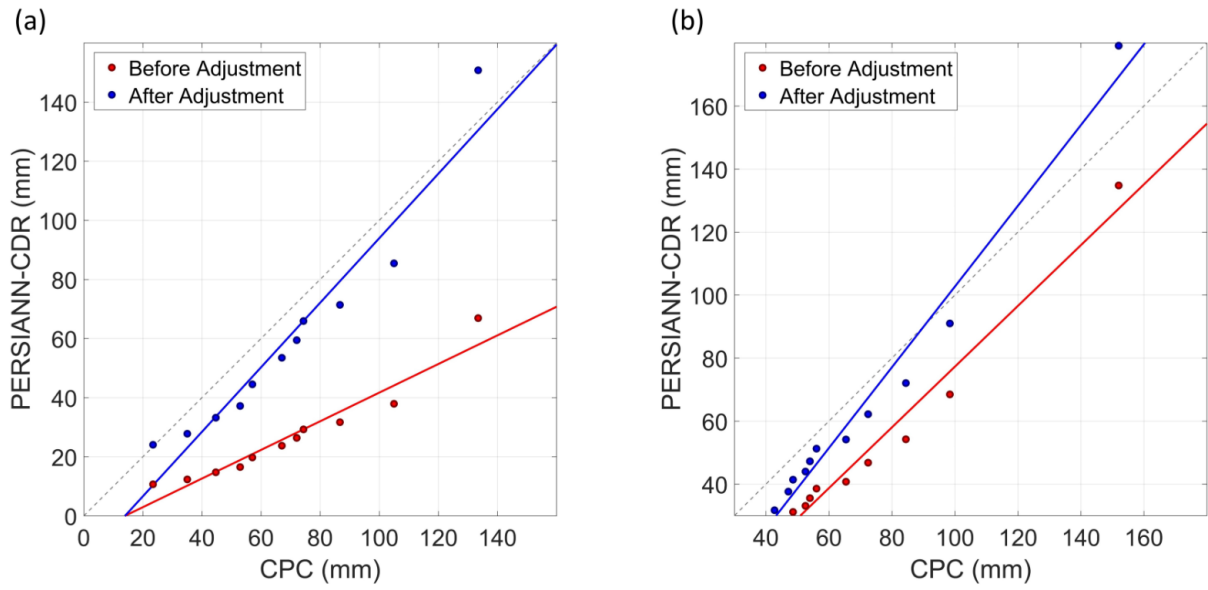 (a)
Before Adjustment
After Adjustment
PERSIANN-CDR (mm)
140
120
100
80
60
40
20
0
0 20 40 60 80 100 120 140
CPC (mm)
(b)
Before Adjustment
After Adjustment
PERSIANN-CDR (mm)
160
140
120
100
80
60
40
40 60 80 100 120 140 160
CPC (mm)